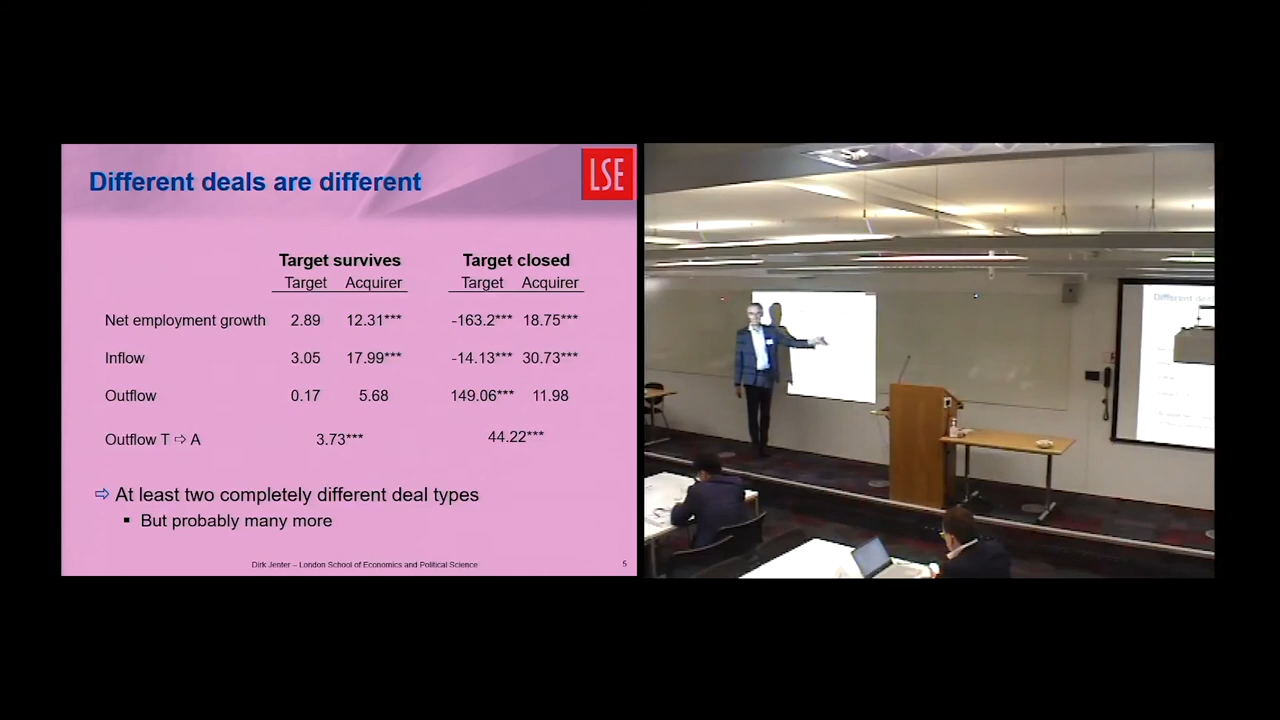 Different deals are different
LSE
Target survives Target closed
Target Acquirer Target Acquirer
Net employment growth 2.89 12.31*** -163.2*** 18.75***
Inflow 3.05 17.99*** -14.13*** 30.73***
Outflow 0.17 5.68 149.06*** 11.98
Outflow T ⇨ A 3.73*** 44.22***
⇨ At least two completely different deal types
▪ But probably many more
Dirk Jenter – London School of Economics and Political Science 5